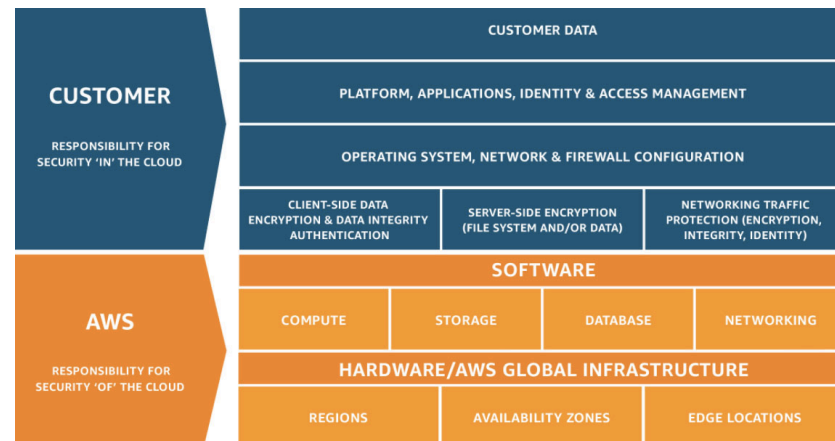 CUSTOMER
RESPONSIBILITY FOR
SECURITY ‘IN’ THE CLOUD
CUSTOMER DATA
PLATFORM, APPLICATIONS, IDENTITY & ACCESS MANAGEMENT
OPERATING SYSTEM, NETWORK & FIREWALL CONFIGURATION
CLIENT-SIDE DATA
ENCRYPTION & DATA INTEGRITY
AUTHENTICATION
SERVER-SIDE ENCRYPTION
(FILE SYSTEM AND/OR DATA)
NETWORKING TRAFFIC
PROTECTION (ENCRYPTION,
INTEGRITY, IDENTITY)
AWS
RESPONSIBILITY FOR
SECURITY ‘OF’ THE CLOUD
SOFTWARE
COMPUTE
STORAGE
DATABASE
NETWORKING
HARDWARE/AWS GLOBAL INFRASTRUCTURE
REGIONS
AVAILABILITY ZONES
EDGE LOCATIONS